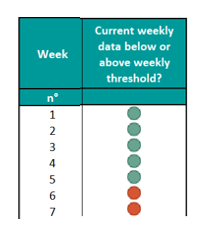 Week
Current weekly
data below or
above weekly
threshold?
n°
1
2
3
4
5
6
7